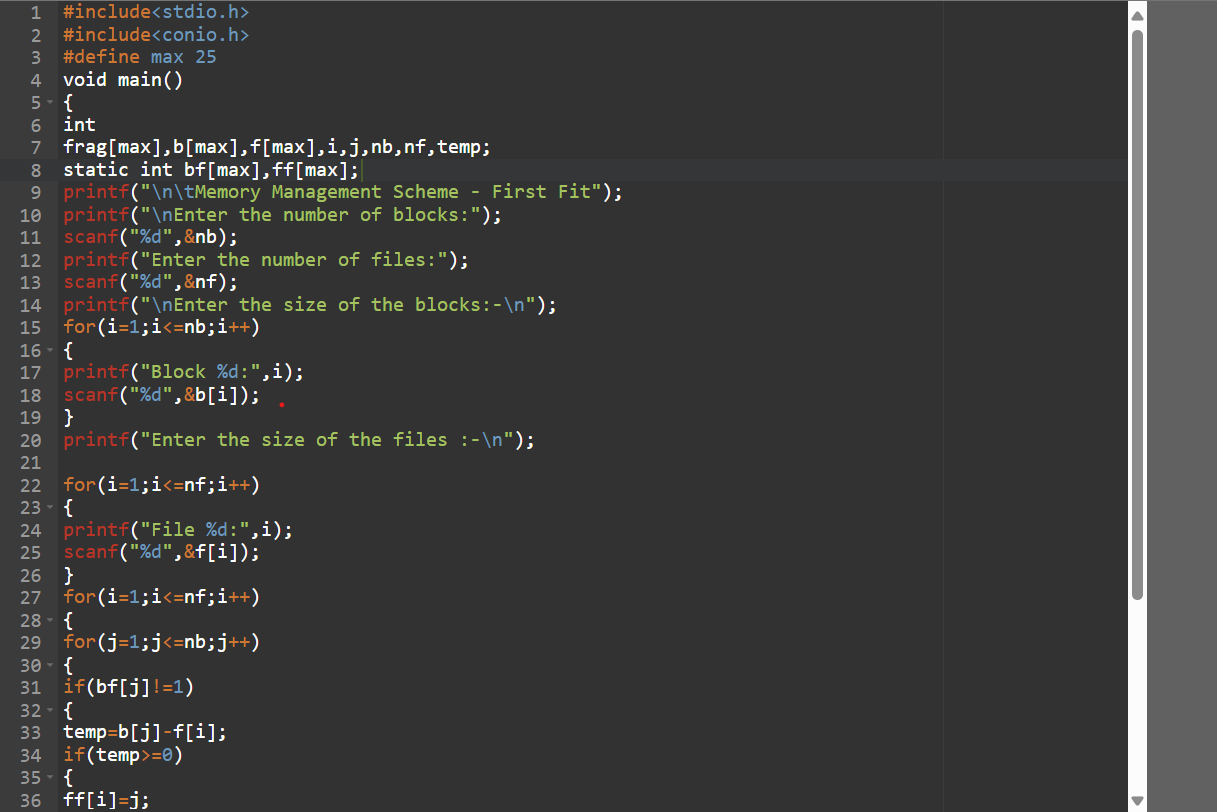 1 #include<stdio.h>
2 #include<conio.h>
3 #define max 25
4 void main()
5 {
6 int
7 frag[max],b[max],f[max],i,j,nb,nf,temp;
8 static int bf[max],ff[max];
9 printf("\n\tMemory Management Scheme - First Fit");
10 printf("\nEnter the number of blocks:");
11 scanf("%d",&nb);
12 printf("Enter the number of files:");
13 scanf("%d",&nf);
14 printf("\nEnter the size of the blocks:-\n");
15 for(i=1;i<=nb;i++)
16 {
17 printf("Block %d:",i);
18 scanf("%d",&b[i]);
19 }
20 printf("Enter the size of the files :-\n");
21
22 for(i=1;i<=nf;i++)
23 {
24 printf("File %d:",i);
25 scanf("%d",&f[i]);
26 }
27 for(i=1;i<=nf;i++)
28 {
29 for(j=1;j<=nb;j++)
30 {
31 if(bf[j]!=1)
32 {
33 temp=b[j]-f[i];
34 if(temp>=0)
35 {
36 ff[i]=j;